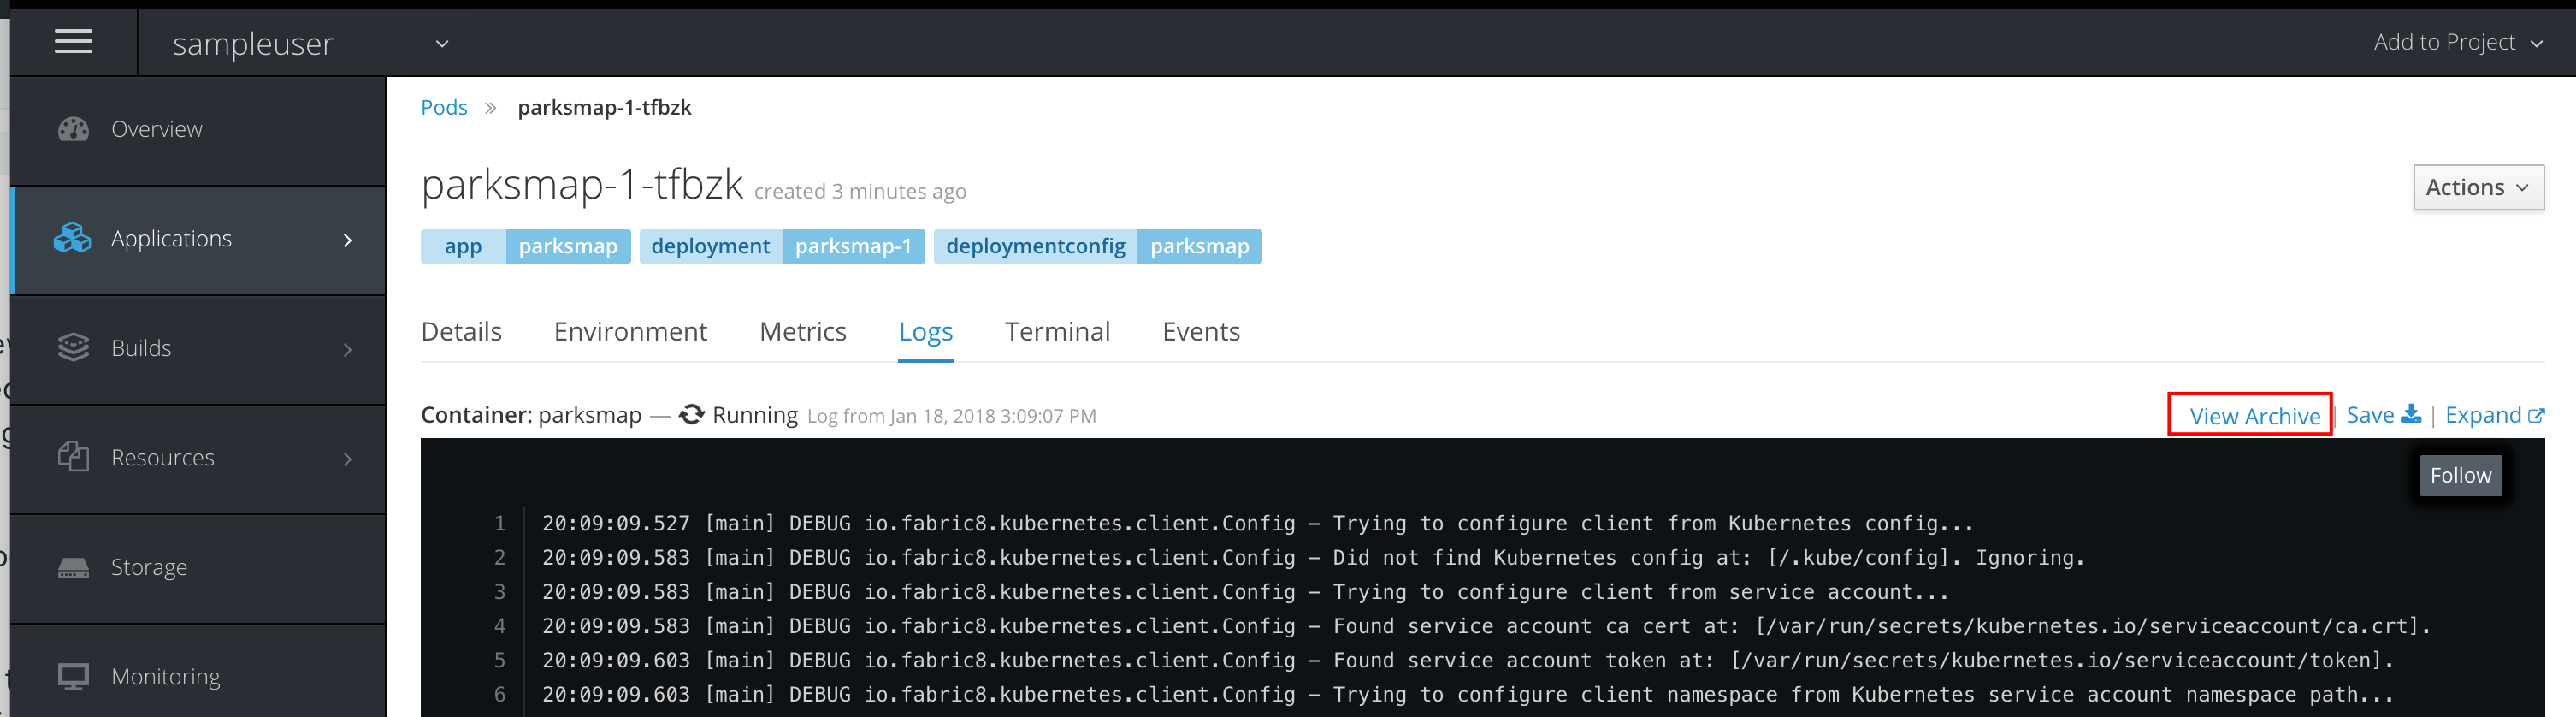 sampleuser
Add to Project
Overview
Applications
Builds
Resources
Storage
Monitoring
Pods » parksmap-1-tfbzk
parksmap-1-tfbzk created 3 minutes ago
Actions
app parksmap deployment parksmap-1 deploymentconfig parksmap
Details Environment Metrics Logs Terminal Events
Container: parksmap — Running Log from Jan 18, 2018 3:09:07 PM
View Archive | Save | Expand
Follow
1 20:09:09.527 [main] DEBUG io.fabric8.kubernetes.client.Config - Trying to configure client from Kubernetes config...
2 20:09:09.583 [main] DEBUG io.fabric8.kubernetes.client.Config - Did not find Kubernetes config at: [/.kube/config]. Ignoring.
3 20:09:09.583 [main] DEBUG io.fabric8.kubernetes.client.Config - Trying to configure client from service account...
4 20:09:09.583 [main] DEBUG io.fabric8.kubernetes.client.Config - Found service account ca cert at: [/var/run/secrets/kubernetes.io/serviceaccount/ca.crt].
5 20:09:09.603 [main] DEBUG io.fabric8.kubernetes.client.Config - Found service account token at: [/var/run/secrets/kubernetes.io/serviceaccount/token].
6 20:09:09.603 [main] DEBUG io.fabric8.kubernetes.client.Config - Trying to configure client namespace from Kubernetes service account namespace path...